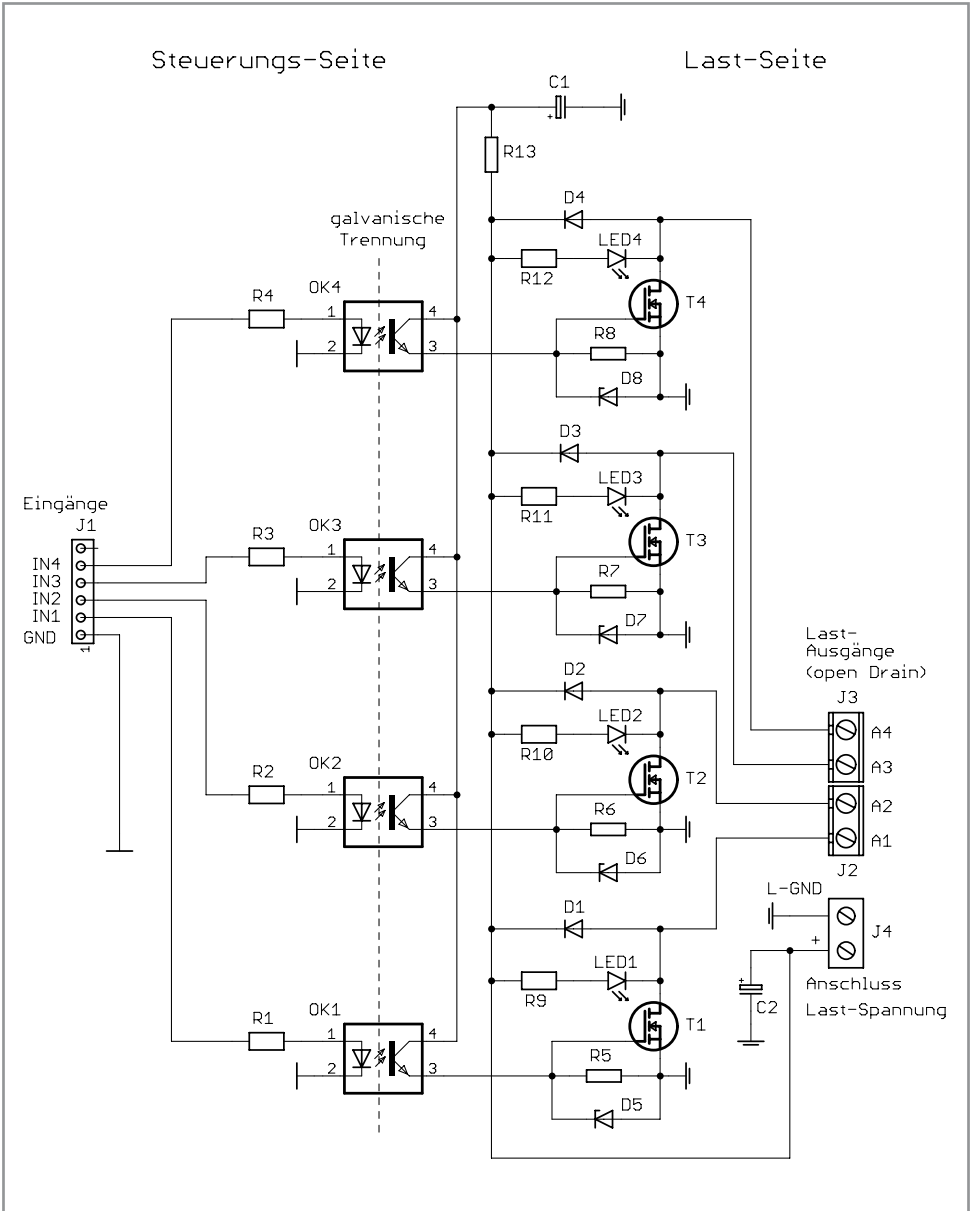 Steuerungs-Seite
Last-Seite
C1
+
R13
D4
galvanische
Trennung
LED4
R12
OK4
R4
1
4
T4
2
3
R8
D8
D3
LED3
R11
Eingänge
J1
OK3
R3
1
4
T3
IN4
IN3
2
3
R7
IN2
IN1
D7
GND
1
Last-
Ausgänge
(open Drain)
D2
J3
LED2
R10
A4
OK2
A3
R2
1
4
T2
A2
2
3
R6
A1
D6
J2
L-GND
D1
J4
+
LED1
R9
+
Anschluss
C2
Last-Spannung
OK1
R1
1
4
T1
2
3
R5
D5